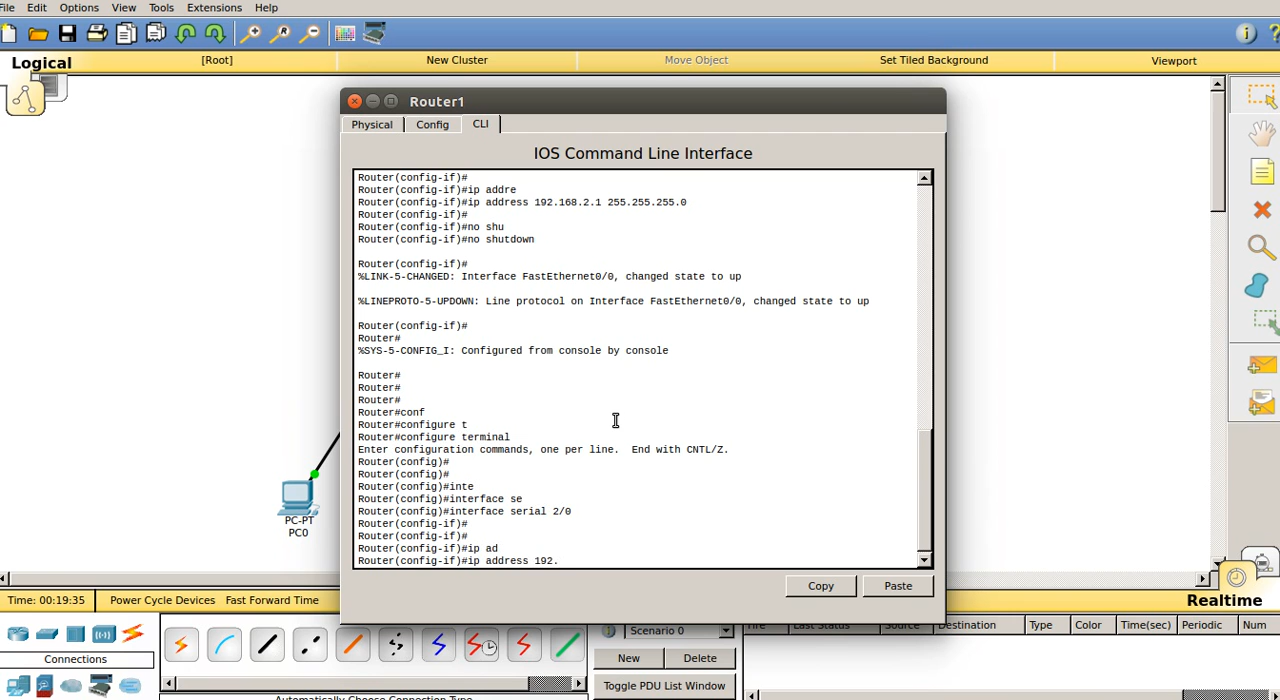 File Edit Options View Tools Extensions Help
Logical [Root] New Cluster Move Object Set Tiled Background Viewport
Router1
Physical Config CLI
IOS Command Line Interface
Router(config-if)#
Router(config-if)#ip addre
Router(config-if)#ip address 192.168.2.1 255.255.255.0
Router(config-if)#
Router(config-if)#no shu
Router(config-if)#no shutdown
Router(config-if)#
%LINK-5-CHANGED: Interface FastEthernet0/0, changed state to up
%LINEPROTO-5-UPDOWN: Line protocol on Interface FastEthernet0/0, changed state to up
Router(config-if)#
Router#
%SYS-5-CONFIG_I: Configured from console by console
Router#
Router#
Router#
Router#conf
Router#configure t
Router#configure terminal
Enter configuration commands, one per line. End with CNTL/Z.
Router(config)#
Router(config)#
Router(config)#inte
Router(config)#interface se
Router(config)#interface serial 2/0
Router(config-if)#
Router(config-if)#
Router(config-if)#ip ad
Router(config-if)#ip address 192.
PC-PT
PC0
Copy Paste
Time: 00:19:35 Power Cycle Devices Fast Forward Time Realtime
Scenario 0
Fire Last Status Source Destination Type Color Time(sec) Periodic Num
Connections
New Delete
Toggle PDU List Window
Automatically Choose Connection Type